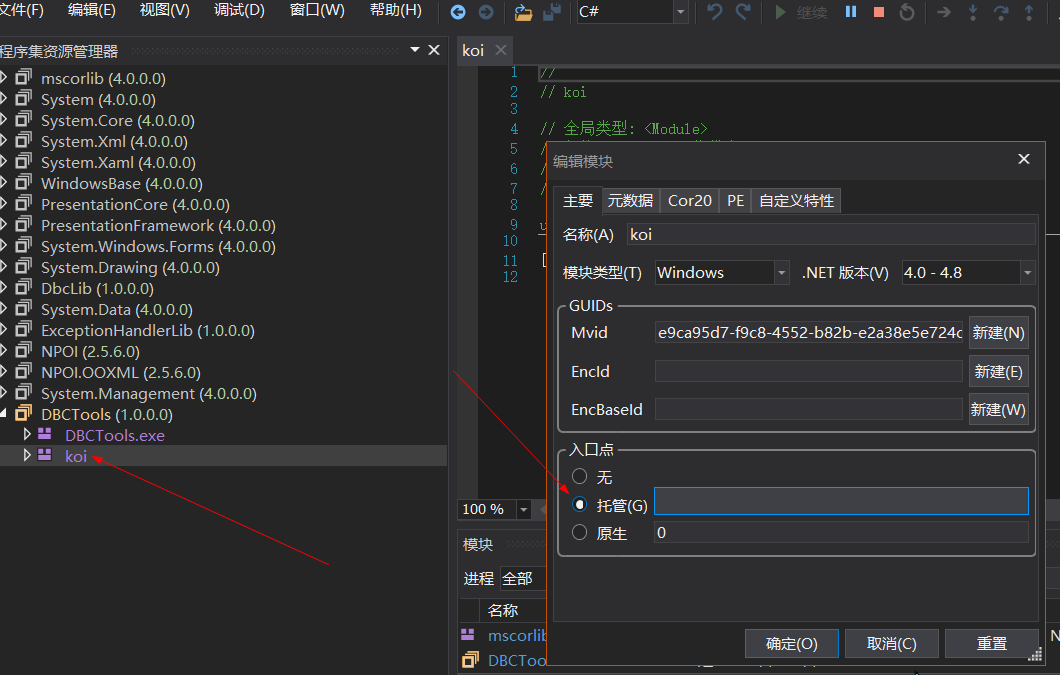 文件(F) 编辑(E) 视图(V) 调试(D) 窗口(W) 帮助(H) C# 继续
程序集资源管理器
mscorlib (4.0.0.0)
System (4.0.0.0)
System.Core (4.0.0.0)
System.Xml (4.0.0.0)
System.Xaml (4.0.0.0)
WindowsBase (4.0.0.0)
PresentationCore (4.0.0.0)
PresentationFramework (4.0.0.0)
System.Windows.Forms (4.0.0.0)
System.Drawing (4.0.0.0)
DbcLib (1.0.0.0)
System.Data (4.0.0.0)
ExceptionHandlerLib (1.0.0.0)
NPOI (2.5.6.0)
NPOI.OOXML (2.5.6.0)
System.Management (4.0.0.0)
DBCTools (1.0.0.0)
DBCTools.exe
koi
koi
1 //
2 // koi
3
4 // 全局类型: <Module>
5 /
6 /
7 /
8
9 u
10
11 [
12
100 %
模块
进程 全部
名称
mscorlib
DBCToo
编辑模块
主要 元数据 Cor20 PE 自定义特性
名称(A) koi
模块类型(T) Windows .NET 版本(V) 4.0 - 4.8
GUIDs
Mvid e9ca95d7-f9c8-4552-b82b-e2a38e5e724c 新建(N)
EncId 新建(E)
EncBaseId 新建(W)
入口点
无
托管(G)
原生 0
确定(O) 取消(C) 重置